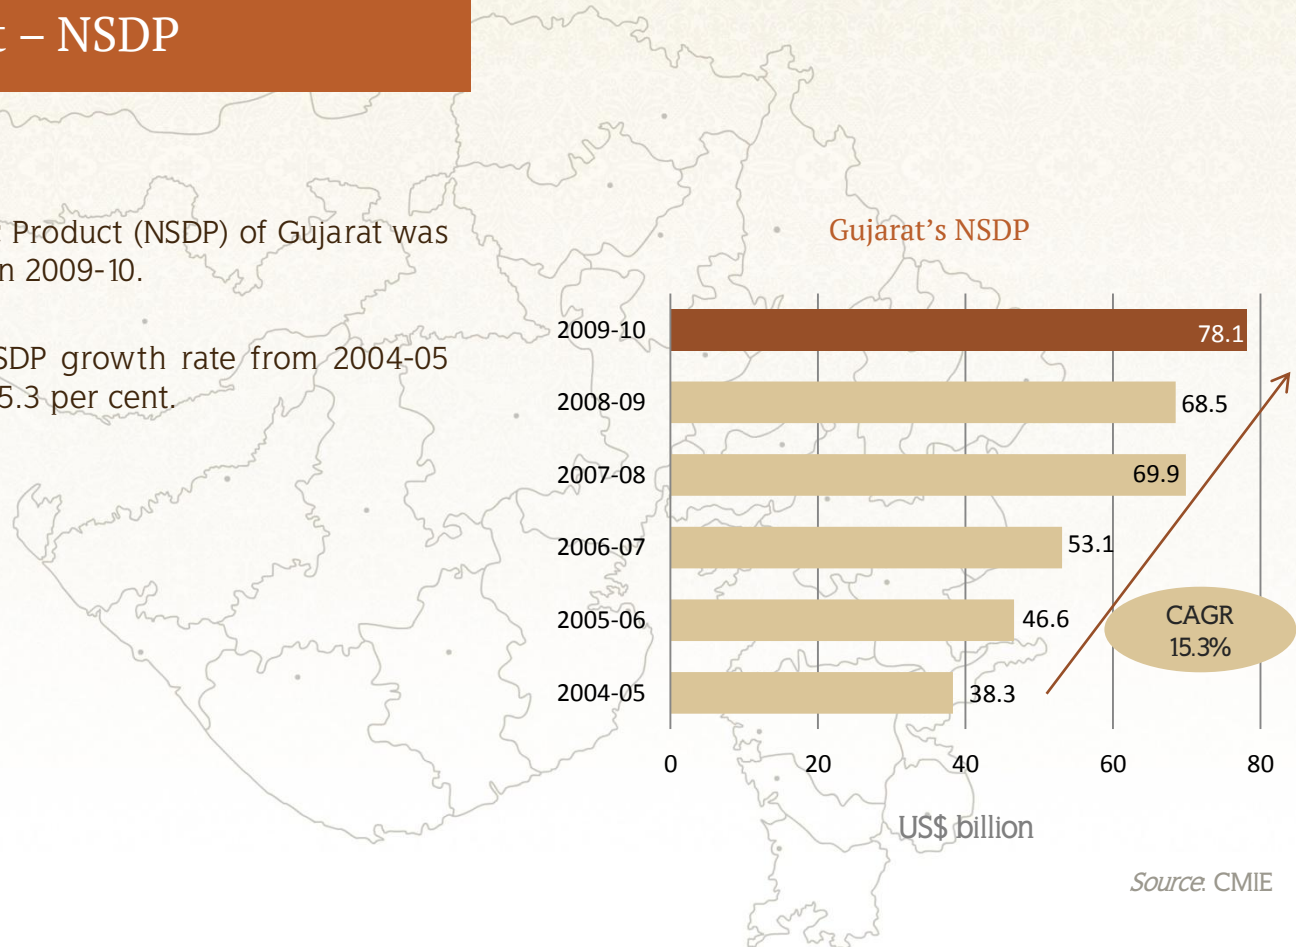 t – NSDP
Product (NSDP) of Gujarat was
n 2009-10.
SDP growth rate from 2004-05
5.3 per cent.
Gujarat’s NSDP
2009-10 78.1
2008-09 68.5
2007-08 69.9
2006-07 53.1
2005-06 46.6
2004-05 38.3
CAGR
15.3%
0 20 40 60 80
US$ billion
Source: CMIE